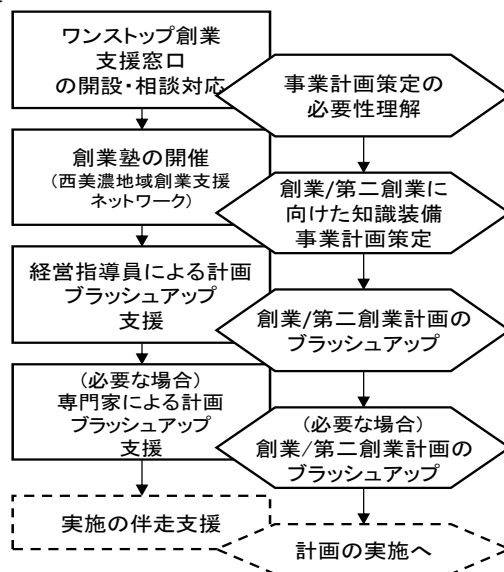 ワンストップ創業
支援窓口
の開設・相談対応
事業計画策定の
必要性理解
創業塾の開催
（西美濃地域創業支援
ネットワーク）
創業/第二創業に
向けた知識装備
事業計画策定
経営指導員による計画
ブラッシュアップ
支援
創業/第二創業計画の
ブラッシュアップ
（必要な場合）
専門家による計画
ブラッシュアップ
支援
（必要な場合）
創業/第二創業計画の
ブラッシュアップ
実施の伴走支援
計画の実施へ